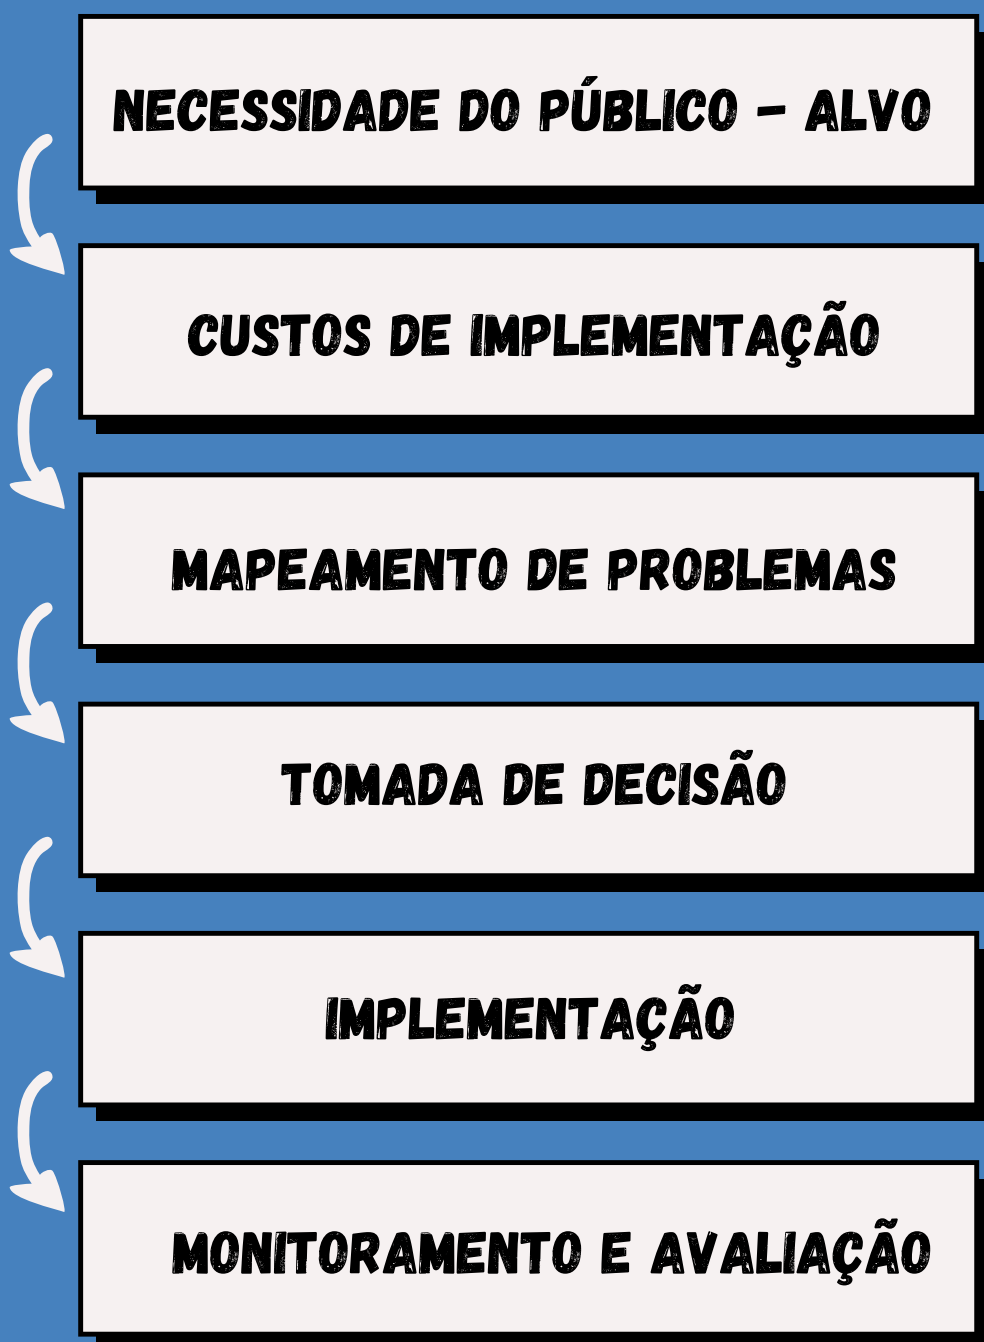 NECESSIDADE DO PÚBLICO - ALVO
CUSTOS DE IMPLEMENTAÇÃO
MAPEAMENTO DE PROBLEMAS
TOMADA DE DECISÃO
IMPLEMENTAÇÃO
MONITORAMENTO E AVALIAÇÃO